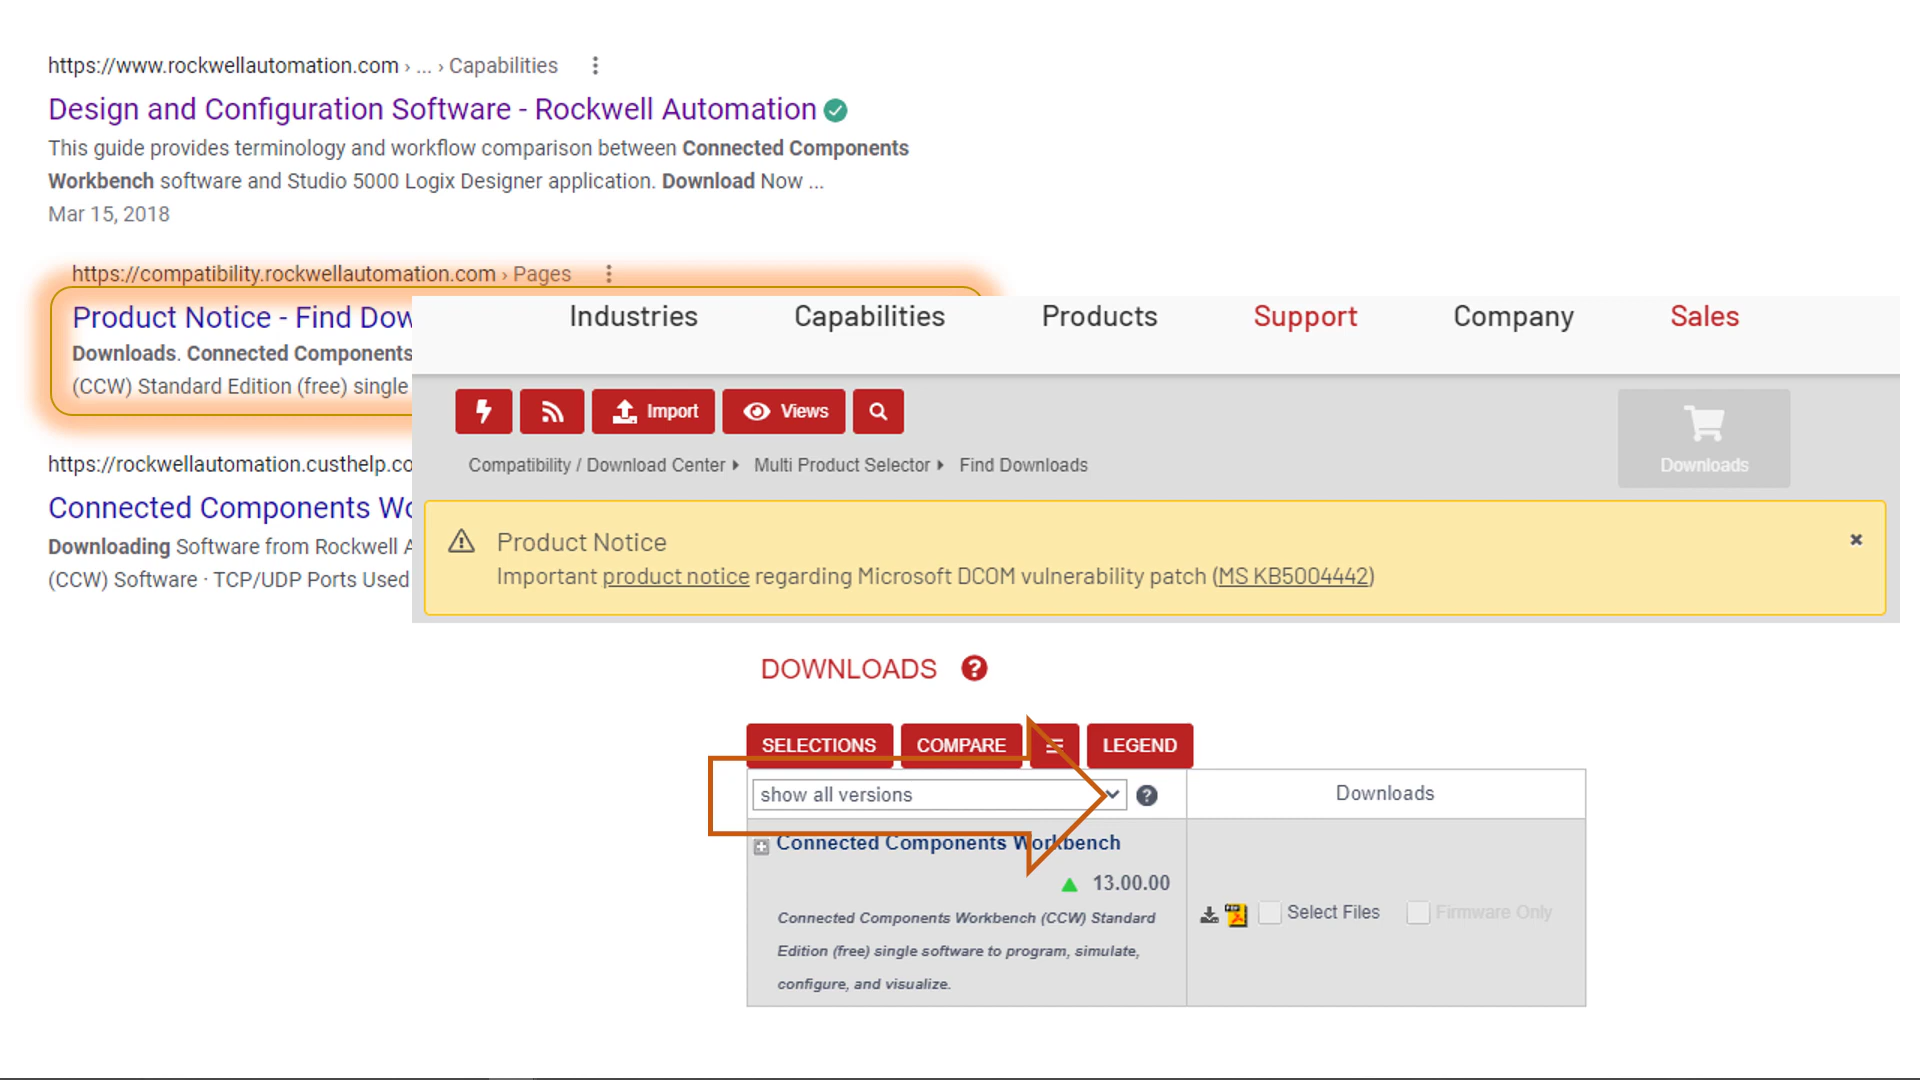 https://www.rockwellautomation.com › ... › Capabilities
Design and Configuration Software - Rockwell Automation
This guide provides terminology and workflow comparison between Connected Components
Workbench software and Studio 5000 Logix Designer application. Download Now ...
Mar 15, 2018
https://compatibility.rockwellautomation.com › Pages
Product Notice - Find Dow
Downloads. Connected Components
(CCW) Standard Edition (free) single
https://rockwellautomation.custhelp.co
Connected Components Wo
Downloading Software from Rockwell A
(CCW) Software · TCP/UDP Ports Used
Industries Capabilities Products Support Company Sales
Import Views
Downloads
Compatibility / Download Center Multi Product Selector Find Downloads
Product Notice
Important product notice regarding Microsoft DCOM vulnerability patch (MS KB5004442)
DOWNLOADS ?
SELECTIONS COMPARE LEGEND
show all versions ? Downloads
Connected Components Workbench
13.00.00
Connected Components Workbench (CCW) Standard
Edition (free) single software to program, simulate,
configure, and visualize.
Select Files Firmware Only